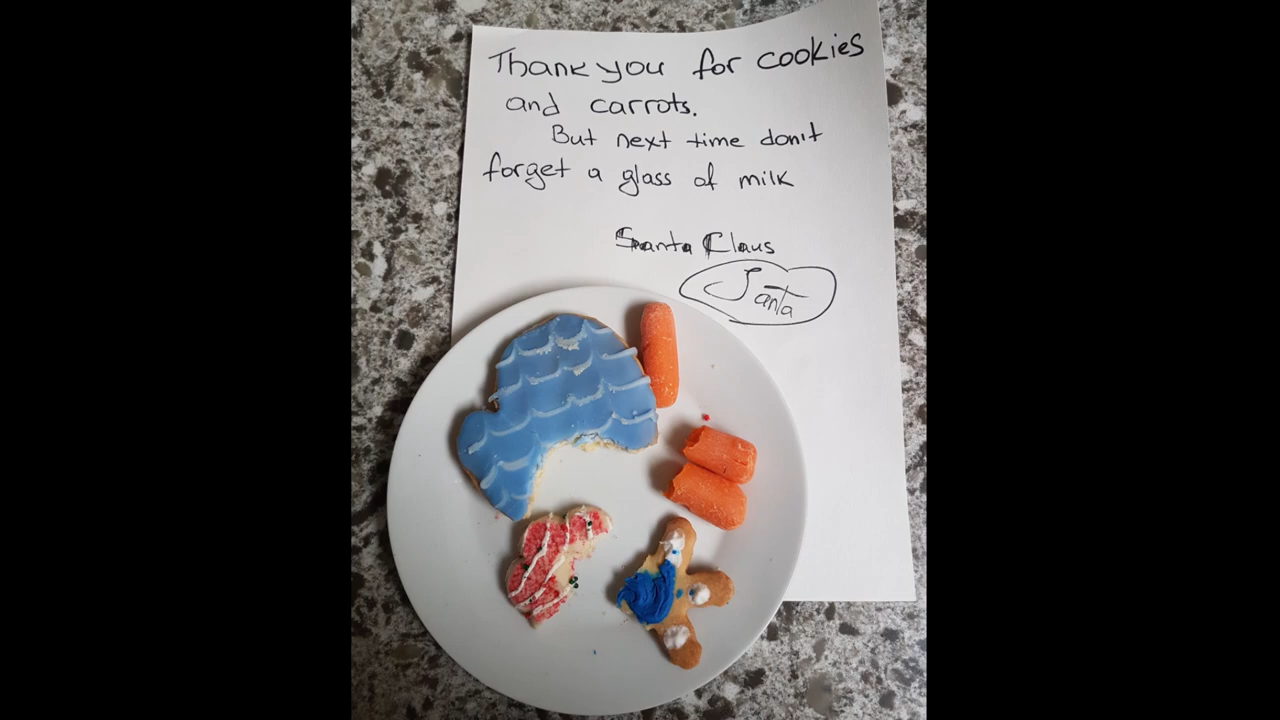 Thank you for cookies
and carrots.
But next time don't
forget a glass of milk
Santa Claus
Santa